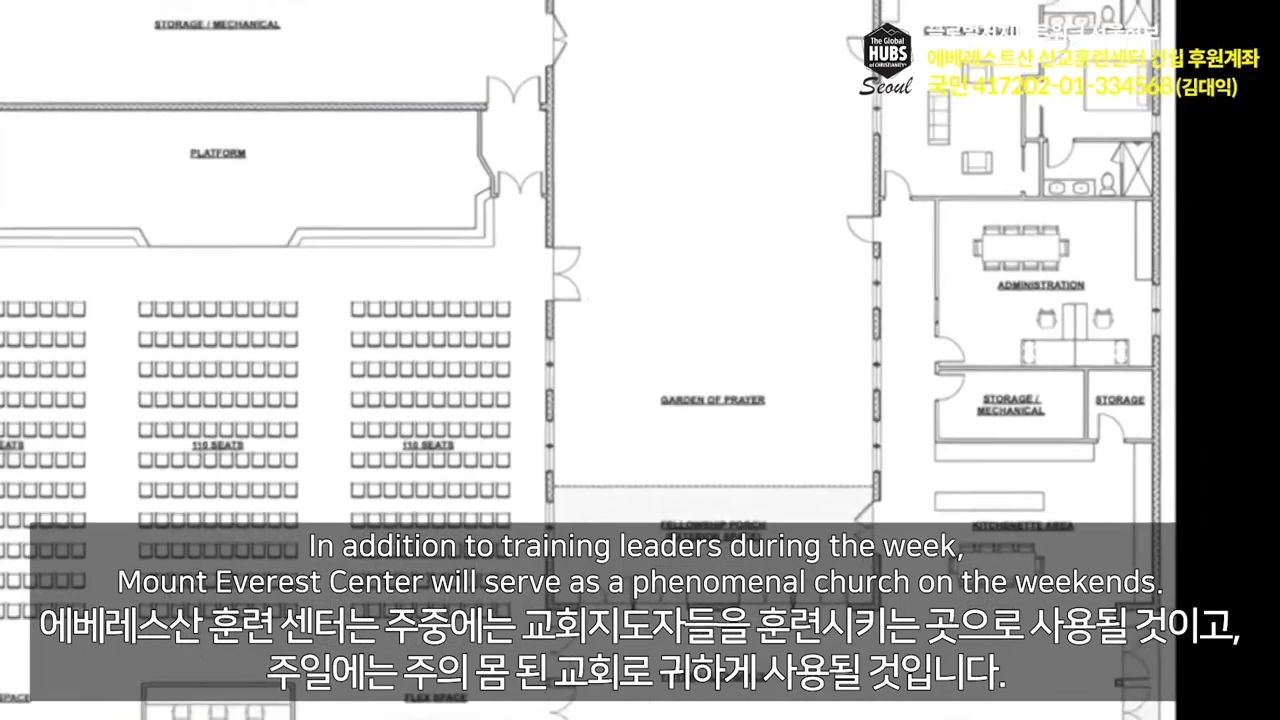 STORAGE / MECHANICAL
The Global
HUBS
of CHRISTIANITY
Seoul
에베레스트산 선교훈련센터 건립 후원계좌
국민 417202-01-334568 (김대익)
PLATFORM
ADMINISTRATION
GARDEN OF PRAYER
STORAGE /
MECHANICAL
STORAGE
110 SEATS
110 SEATS
FELLOWSHIP PORCH
KITCHENETTE AREA
In addition to training leaders during the week,
Mount Everest Center will serve as a phenomenal church on the weekends.
에베레스산 훈련 센터는 주중에는 교회지도자들을 훈련시키는 곳으로 사용될 것이고,
주일에는 주의 몸 된 교회로 귀하게 사용될 것입니다.
FLEX SPACE